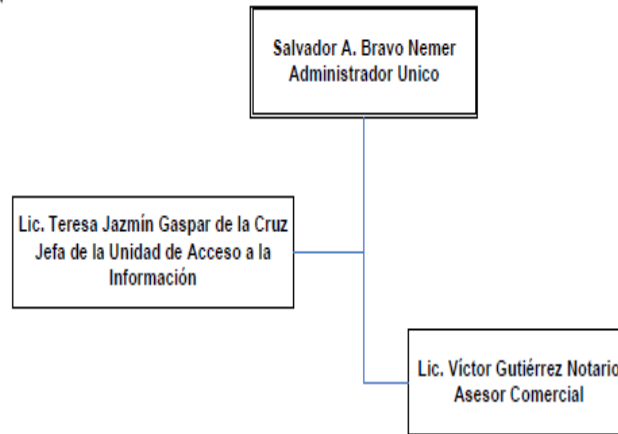 Salvador A. Bravo Nemer
Administrador Unico
Lic. Teresa Jazmín Gaspar de la Cruz
Jefa de la Unidad de Acceso a la
Información
Lic. Víctor Gutiérrez Notario
Asesor Comercial